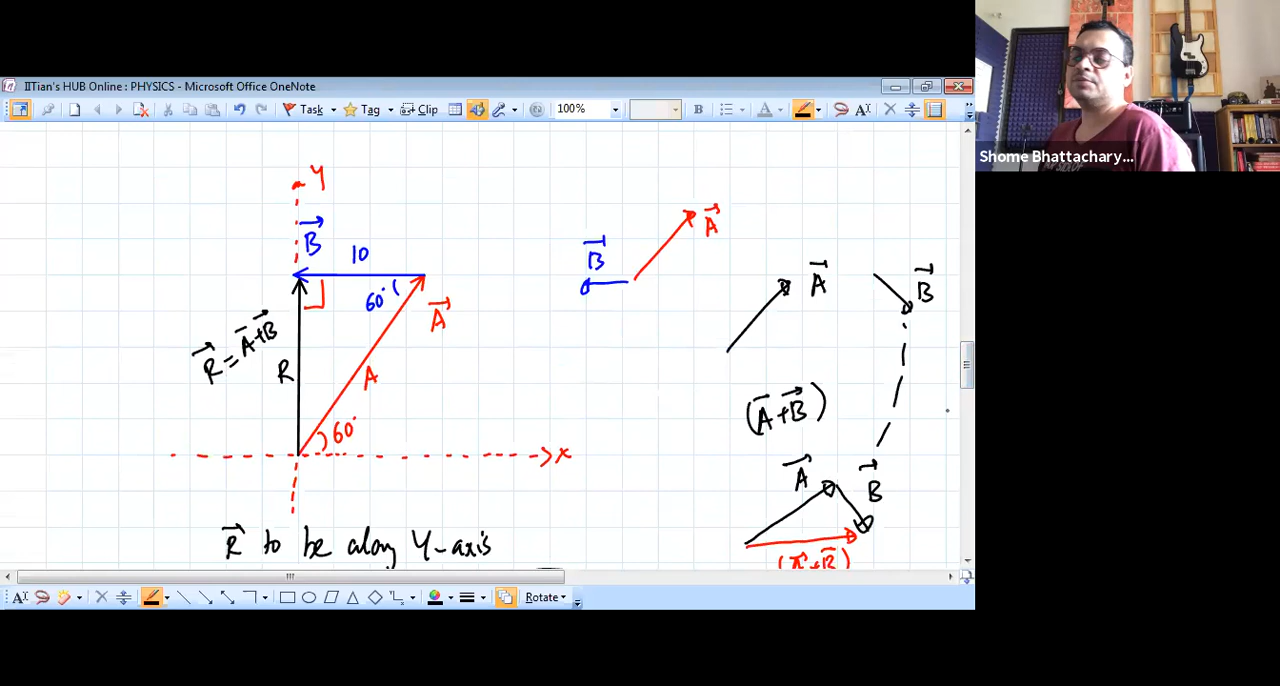 IITian's HUB Online : PHYSICS - Microsoft Office OneNote
Task Tag Clip 100% B A
Shome Bhattachary...
Y
B
10
60°
A
R = A+B
R
A
60°
x
R to be along Y-axis
A
B
A
B
(A+B)
A
B
(A+B)
Rotate